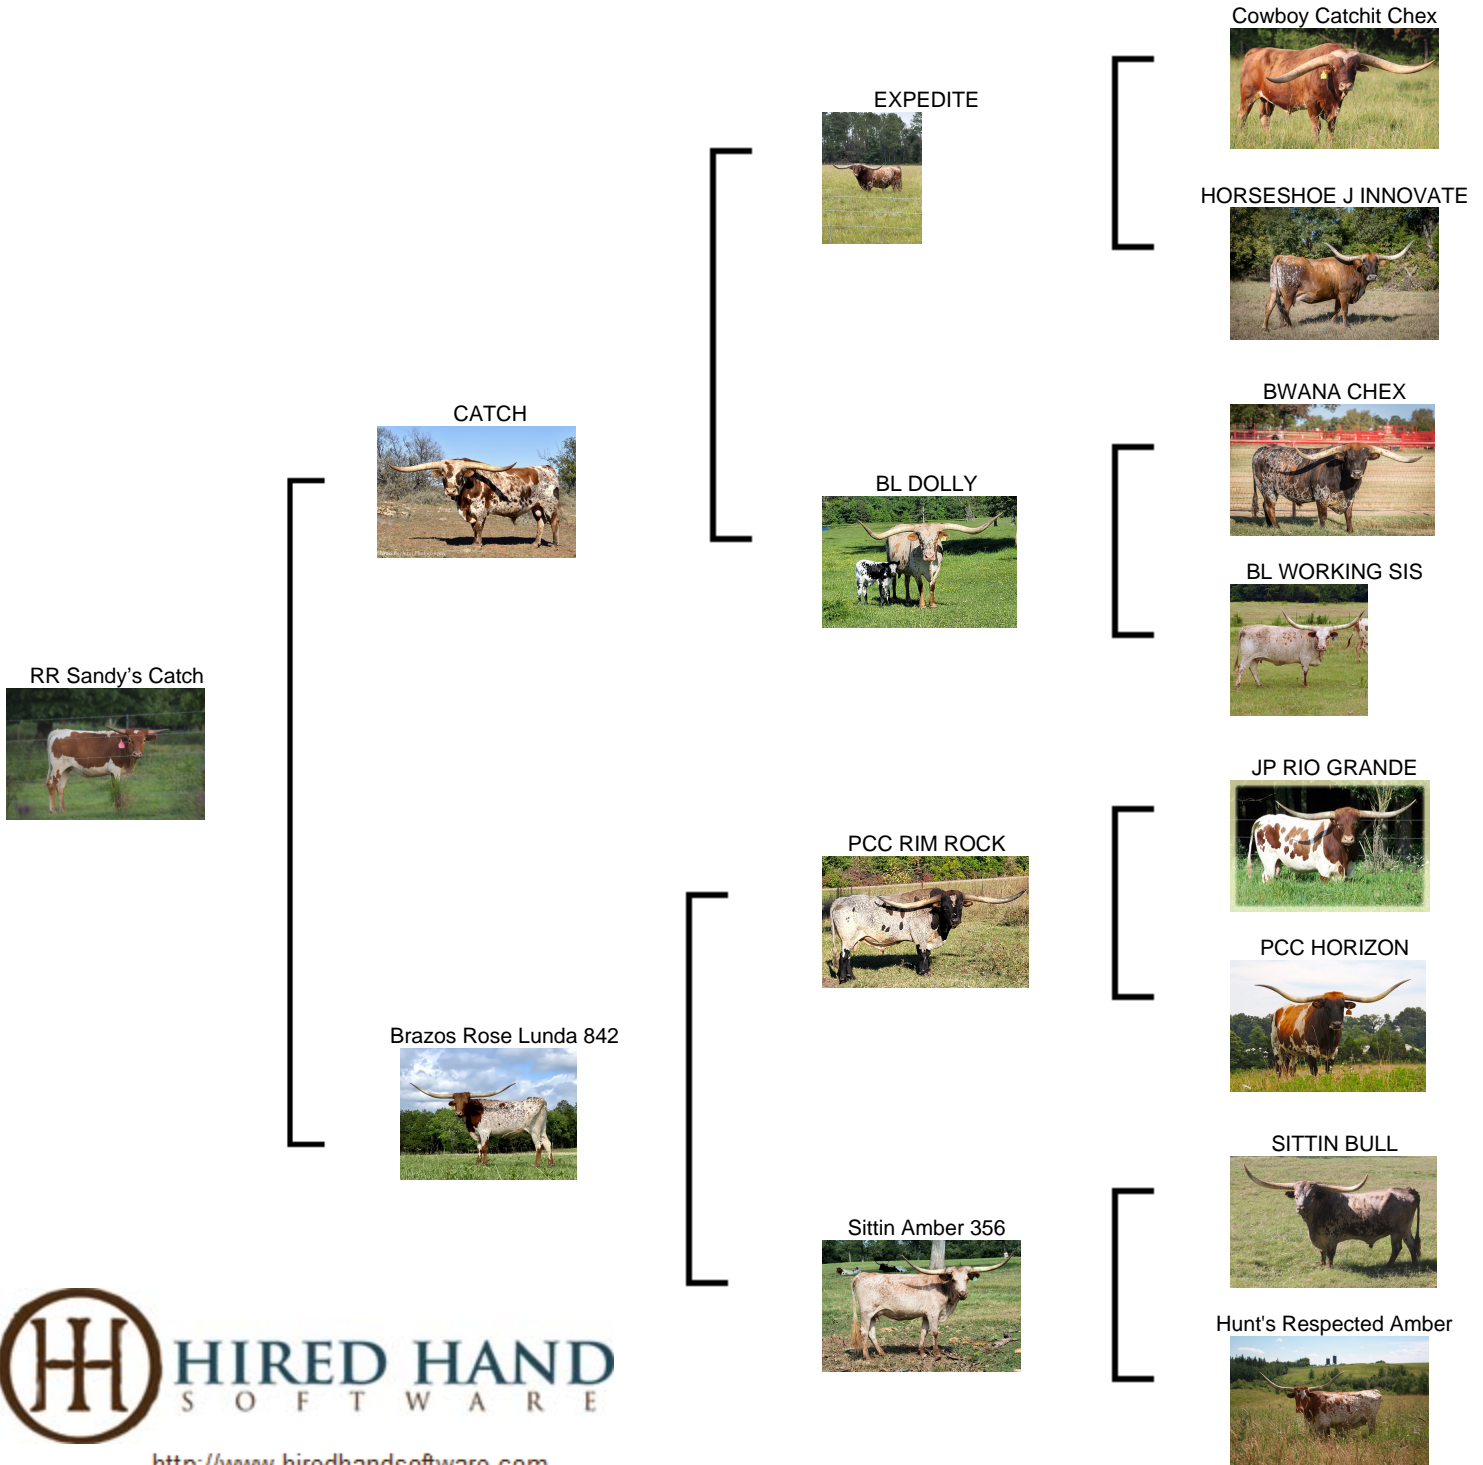 Cowboy Catchit Chex
EXPEDITE
HORSESHOE J INNOVATE
BWANA CHEX
CATCH
BL DOLLY
BL WORKING SIS
RR Sandy’s Catch
JP RIO GRANDE
PCC RIM ROCK
PCC HORIZON
Brazos Rose Lunda 842
SITTIN BULL
Sittin Amber 356
Hunt's Respected Amber
HIRED HAND
SOFTWARE
http://www.hiredhandsoftware.com